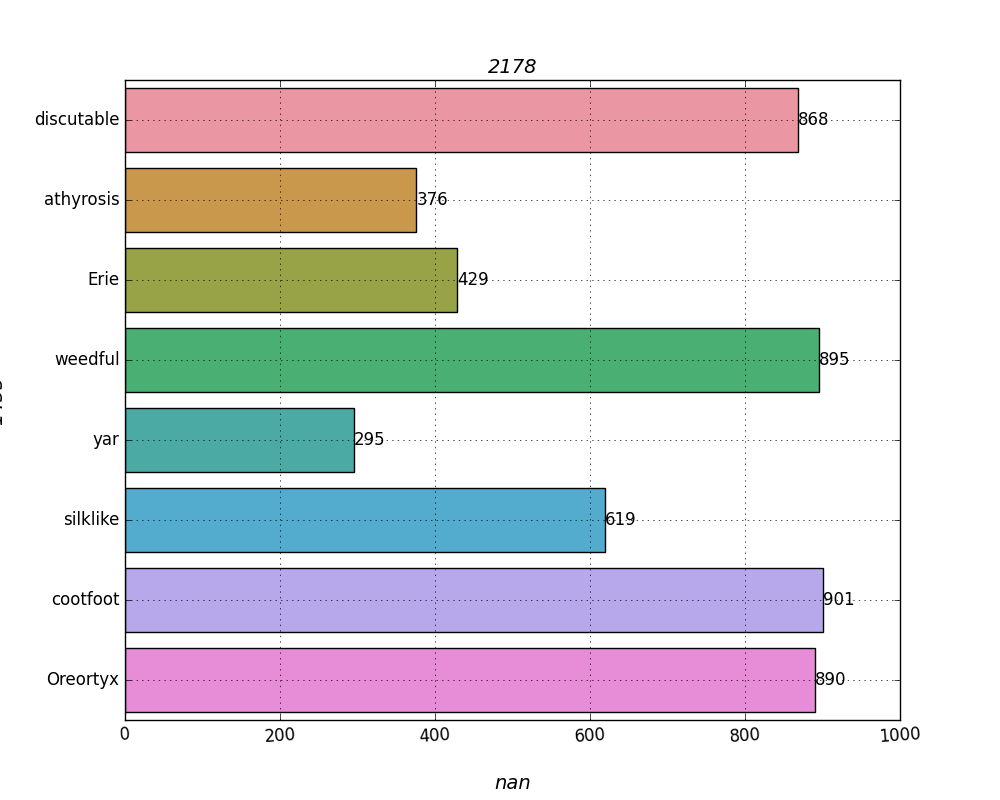 2178
discutable 868
athyrosis 376
Erie 429
weedful 895
yar 295
silklike 619
cootfoot 901
Oreortyx 890
0 200 400 600 800 1000
nan